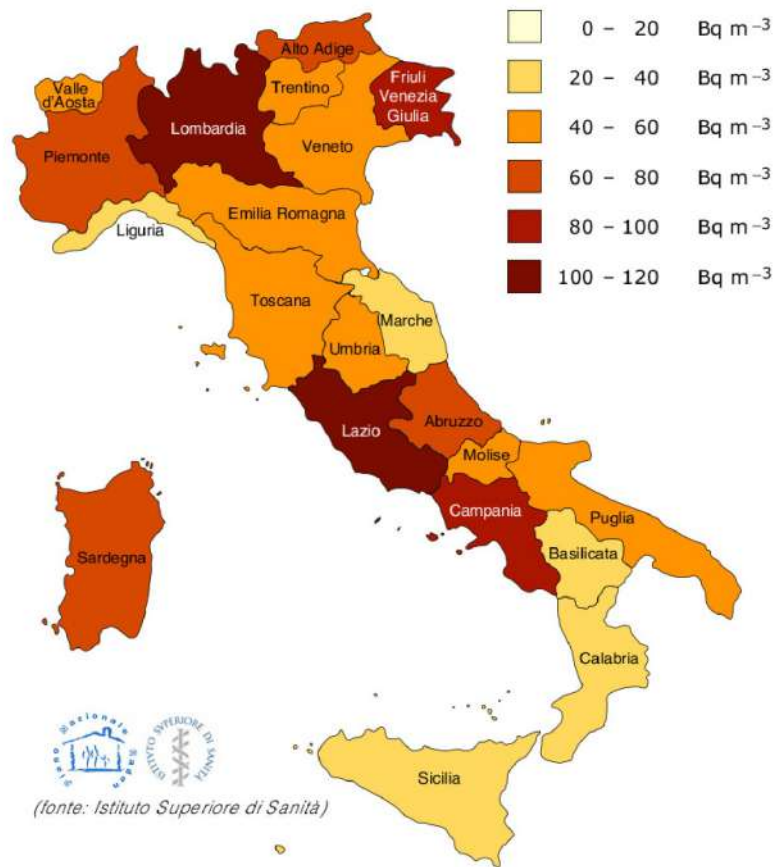 0 – 20 Bq m⁻³
20 – 40 Bq m⁻³
40 – 60 Bq m⁻³
60 – 80 Bq m⁻³
80 – 100 Bq m⁻³
100 – 120 Bq m⁻³
Alto Adige
Valle
d'Aosta
Trentino
Friuli
Venezia
Giulia
Lombardia
Veneto
Piemonte
Emilia Romagna
Liguria
Toscana
Marche
Umbria
Abruzzo
Lazio
Molise
Campania
Puglia
Basilicata
Sardegna
Calabria
Sicilia
Piano Nazionale Radon
ISTITUTO SUPERIORE DI SANITÀ
(fonte: Istituto Superiore di Sanità)